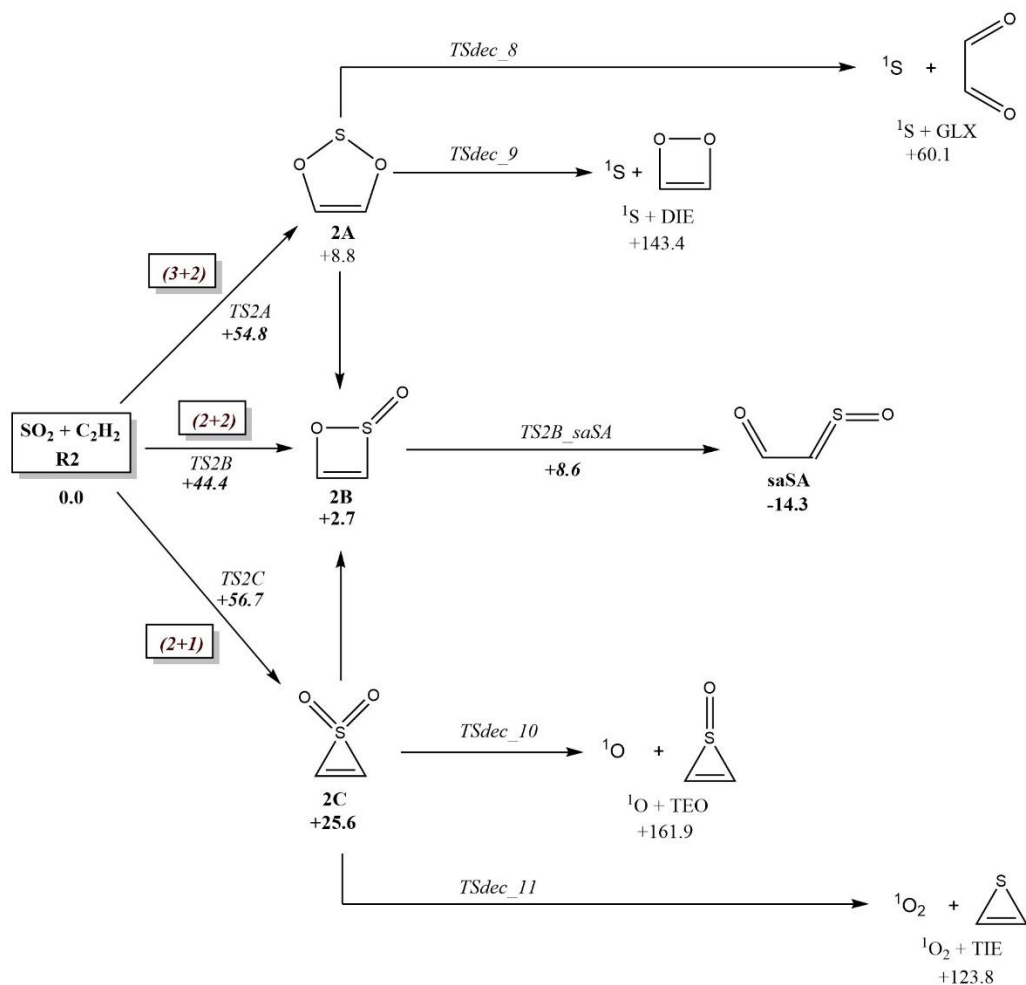 TSdec_8
O
O
¹S +
¹S + GLX
+60.1
S
O O
2A
+8.8
TSdec_9
O O
¹S +
¹S + DIE
+143.4
(3+2)
TS2A
+54.8
SO₂ + C₂H₂
R2
0.0
(2+2)
TS2B
+44.4
O
O S
2B
+2.7
TS2B_saSA
+8.6
O S O
saSA
-14.3
TS2C
+56.7
(2+1)
O O
S
2C
+25.6
TSdec_10
O
¹O + S
¹O + TEO
+161.9
TSdec_11
S
¹O₂ +
¹O₂ + TIE
+123.8